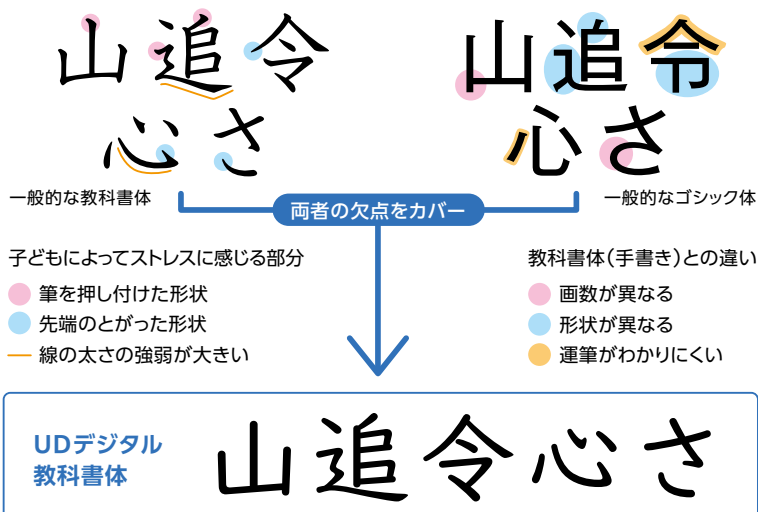 山追令
心さ
一般的な教科書体
山追令
心さ
一般的なゴシック体
両者の欠点をカバー
子どもによってストレスに感じる部分
筆を押し付けた形状
先端のとがった形状
線の太さの強弱が大きい
教科書体(手書き)との違い
画数が異なる
形状が異なる
運筆がわかりにくい
UDデジタル
教科書体
山追令心さ